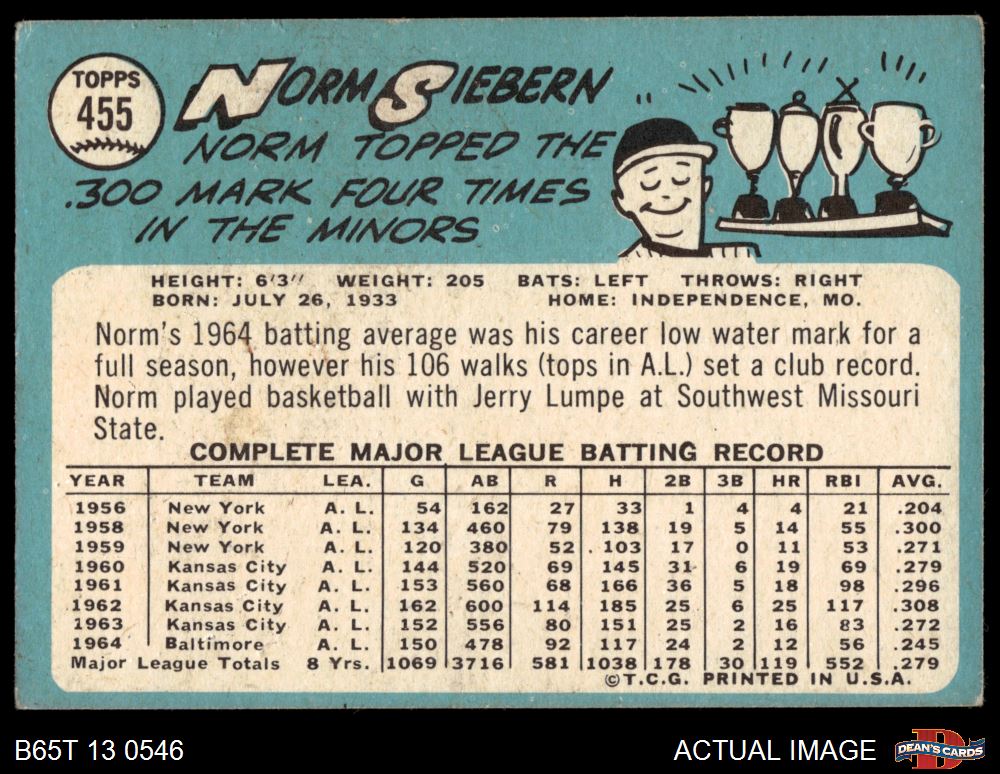 TOPPS
455
NORM SIEBERN
NORM TOPPED THE
.300 MARK FOUR TIMES
IN THE MINORS
HEIGHT: 6'3" WEIGHT: 205 BATS: LEFT THROWS: RIGHT
BORN: JULY 26, 1933 HOME: INDEPENDENCE, MO.
Norm's 1964 batting average was his career low water mark for a
full season, however his 106 walks (tops in A.L.) set a club record.
Norm played basketball with Jerry Lumpe at Southwest Missouri
State.
COMPLETE MAJOR LEAGUE BATTING RECORD
YEAR TEAM LEA. G AB R H 2B 3B HR RBI AVG.
1956 New York A. L. 54 162 27 33 1 4 4 21 .204
1958 New York A. L. 134 460 79 138 19 5 14 55 .300
1959 New York A. L. 120 380 52 103 17 0 11 53 .271
1960 Kansas City A. L. 144 520 69 145 31 6 19 69 .279
1961 Kansas City A. L. 153 560 68 166 36 5 18 98 .296
1962 Kansas City A. L. 162 600 114 185 25 6 25 117 .308
1963 Kansas City A. L. 152 556 80 151 25 2 16 83 .272
1964 Baltimore A. L. 150 478 92 117 24 2 12 56 .245
Major League Totals 8 Yrs. 1069 3716 581 1038 178 30 119 552 .279
©T.C.G. PRINTED IN U.S.A.
B65T 13 0546 ACTUAL IMAGE DEAN'S CARDS